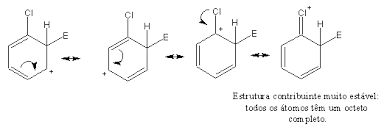 Cl
H
E
+
Cl
H
E
+
Cl
H
+
E
Cl+
H
E
Estrutura contribuinte muito estável:
todos os átomos têm um octeto
completo.